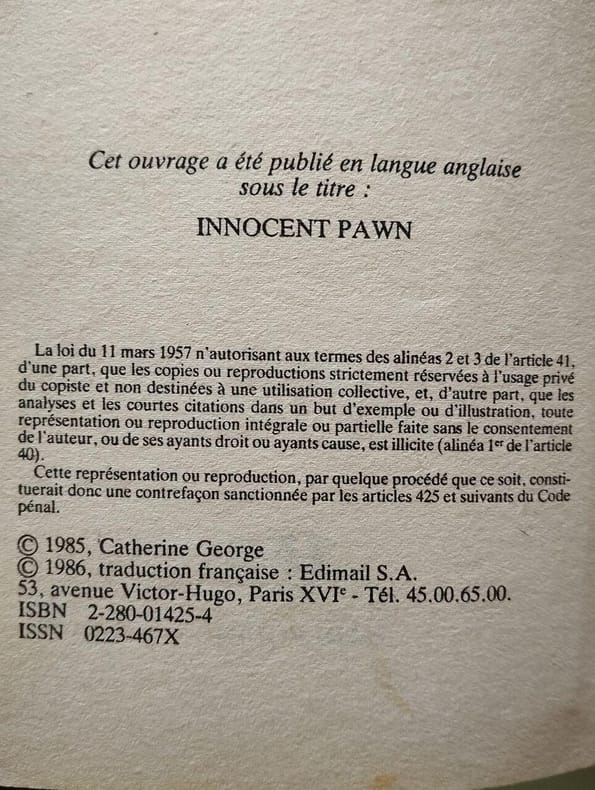 Cet ouvrage a été publié en langue anglaise
sous le titre :
INNOCENT PAWN
La loi du 11 mars 1957 n'autorisant aux termes des alinéas 2 et 3 de l'article 41,
d'une part, que les copies ou reproductions strictement réservées à l'usage privé
du copiste et non destinées à une utilisation collective, et, d'autre part, que les
analyses et les courtes citations dans un but d'exemple ou d'illustration, toute
représentation ou reproduction intégrale ou partielle faite sans le consentement
de l'auteur, ou de ses ayants droit ou ayants cause, est illicite (alinéa 1er de l'article
40).
Cette représentation ou reproduction, par quelque procédé que ce soit, consti-
tuerait donc une contrefaçon sanctionnée par les articles 425 et suivants du Code
pénal.
© 1985, Catherine George
© 1986, traduction française : Edimail S.A.
53, avenue Victor-Hugo, Paris XVIe - Tél. 45.00.65.00.
ISBN 2-280-01425-4
ISSN 0223-467X